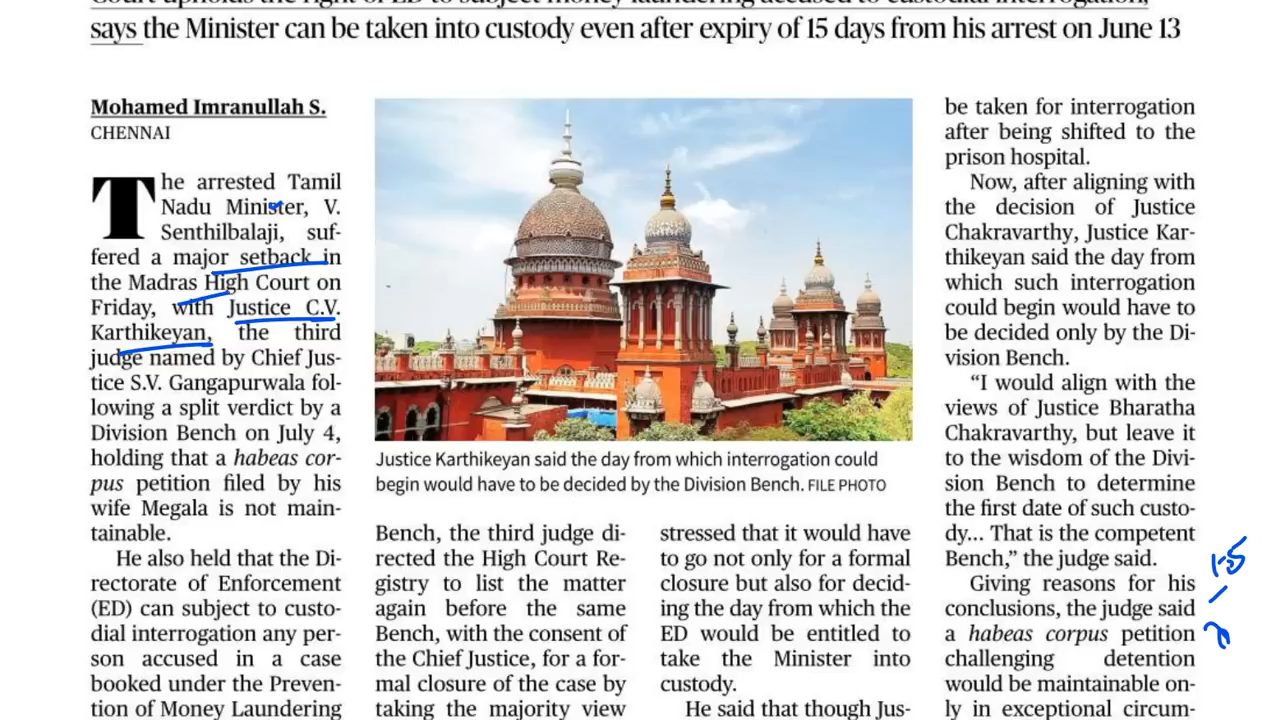 says the Minister can be taken into custody even after expiry of 15 days from his arrest on June 13
Mohamed Imranullah S.
CHENNAI
The arrested Tamil
Nadu Minister, V.
Senthilbalaji, suf-
fered a major setback in
the Madras High Court on
Friday, with Justice C.V.
Karthikeyan, the third
judge named by Chief Jus-
tice S.V. Gangapurwala fol-
lowing a split verdict by a
Division Bench on July 4,
holding that a habeas cor-
pus petition filed by his
wife Megala is not main-
tainable.
He also held that the Di-
rectorate of Enforcement
(ED) can subject to custo-
dial interrogation any per-
son accused in a case
booked under the Preven-
tion of Money Laundering
Justice Karthikeyan said the day from which interrogation could
begin would have to be decided by the Division Bench. FILE PHOTO
Bench, the third judge di-
rected the High Court Re-
gistry to list the matter
again before the same
Bench, with the consent of
the Chief Justice, for a for-
mal closure of the case by
taking the majority view
stressed that it would have
to go not only for a formal
closure but also for decid-
ing the day from which the
ED would be entitled to
take the Minister into
custody.
He said that though Jus-
be taken for interrogation
after being shifted to the
prison hospital.
Now, after aligning with
the decision of Justice
Chakravarthy, Justice Kar-
thikeyan said the day from
which such interrogation
could begin would have to
be decided only by the Di-
vision Bench.
“I would align with the
views of Justice Bharatha
Chakravarthy, but leave it
to the wisdom of the Divi-
sion Bench to determine
the first date of such custo-
dy... That is the competent
Bench,” the judge said.
Giving reasons for his
conclusions, the judge said
a habeas corpus petition
challenging detention
would be maintainable on-
ly in exceptional circum-